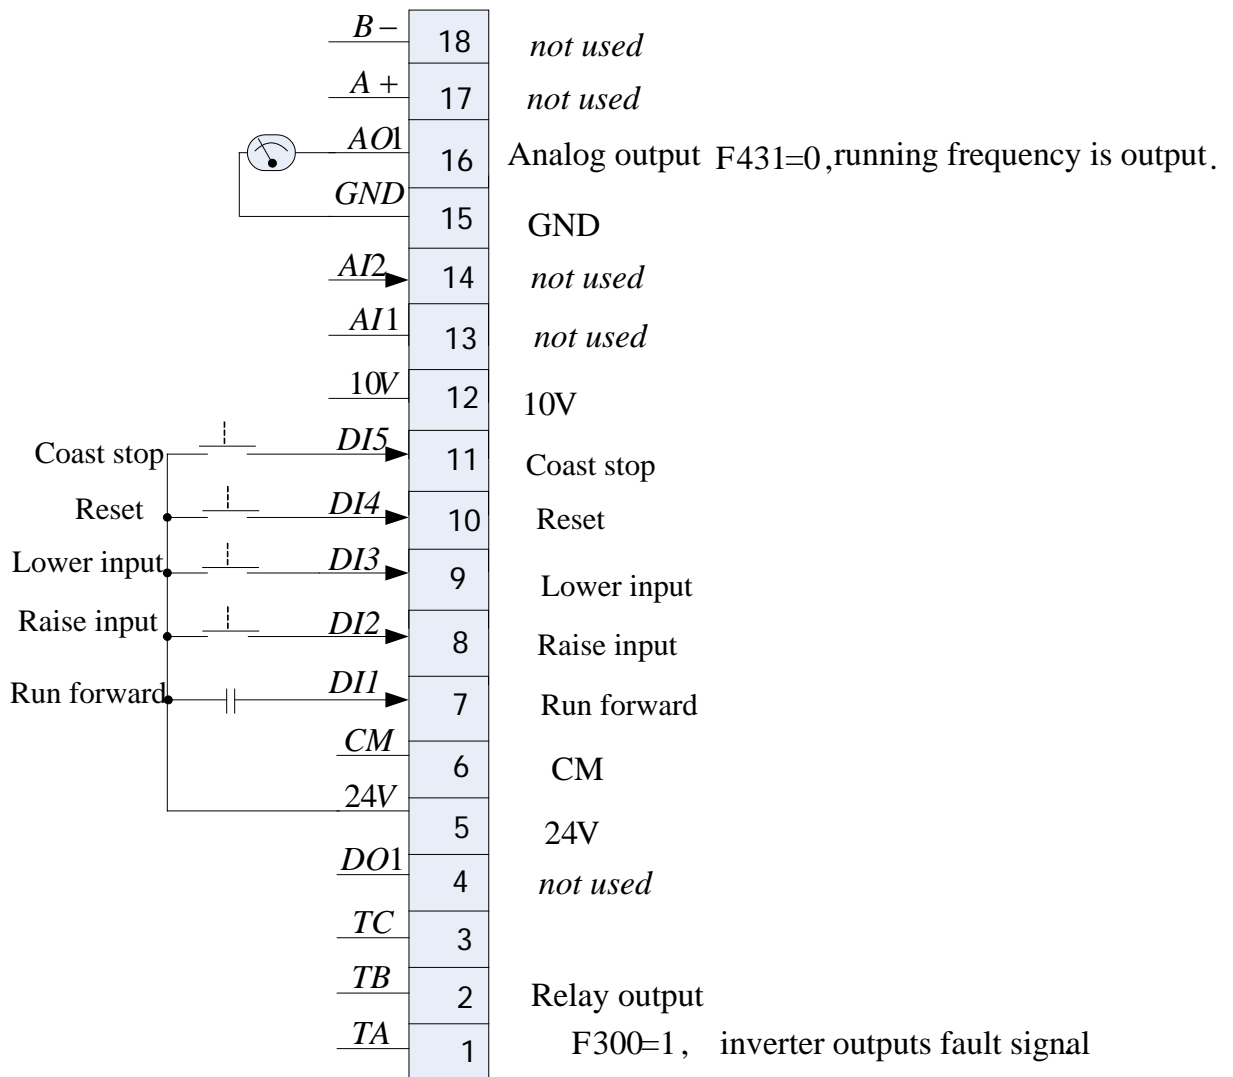 B − 18 not used
A + 17 not used
AO1 16 Analog output F431=0,running frequency is output.
GND 15 GND
AI2 14 not used
AI1 13 not used
10V 12 10V
Coast stop DI5 11 Coast stop
Reset DI4 10 Reset
Lower input DI3 9 Lower input
Raise input DI2 8 Raise input
Run forward DI1 7 Run forward
CM 6 CM
24V 5 24V
DO1 4 not used
TC 3
TB 2 Relay output
TA 1 F300=1, inverter outputs fault signal